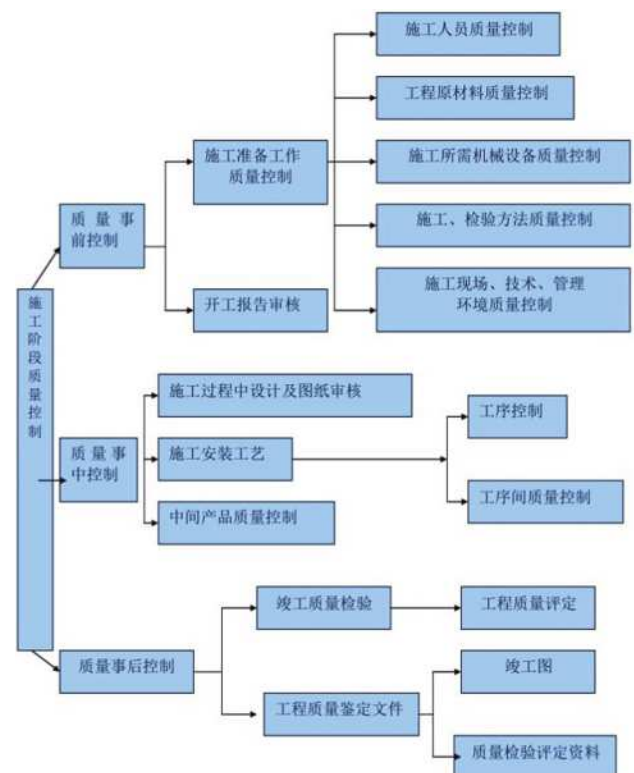 施工人员质量控制
工程原材料质量控制
施工准备工作
质量控制
施工所需机械设备质量控制
质量事
前控制
施工、检验方法质量控制
开工报告审核
施工现场、技术、管理
环境质量控制
施工阶段质量控制
施工过程中设计及图纸审核
工序控制
质量事
中控制
施工安装工艺
工序间质量控制
中间产品质量控制
竣工质量检验
工程质量评定
质量事后控制
竣工图
工程质量鉴定文件
质量检验评定资料